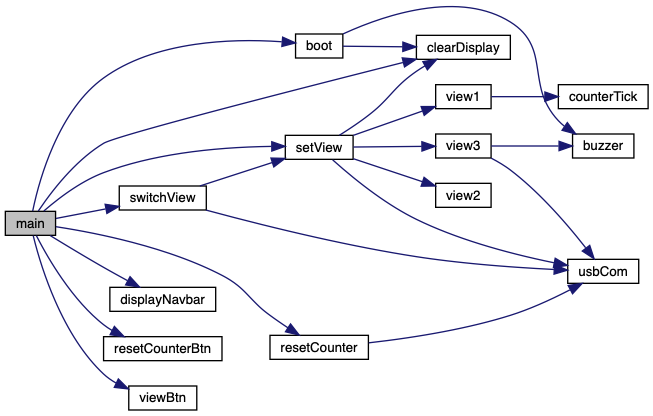 boot
clearDisplay
view1
counterTick
setView
view3
buzzer
switchView
view2
main
usbCom
displayNavbar
resetCounterBtn
resetCounter
viewBtn